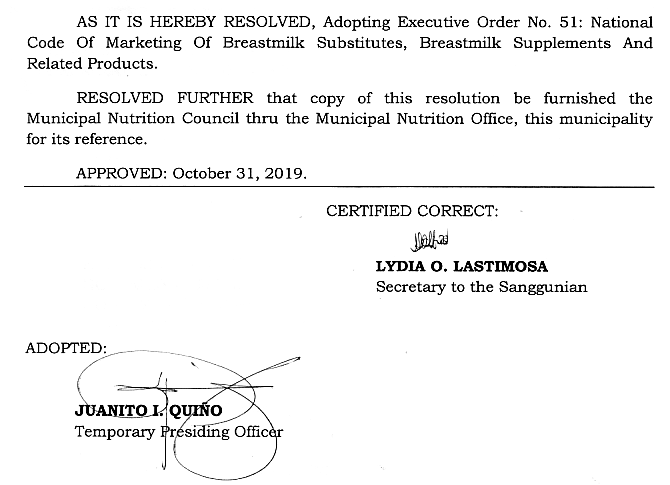 AS IT IS HEREBY RESOLVED, Adopting Executive Order No. 51: National
Code Of Marketing Of Breastmilk Substitutes, Breastmilk Supplements And
Related Products.
RESOLVED FURTHER that copy of this resolution be furnished the
Municipal Nutrition Council thru the Municipal Nutrition Office, this municipality
for its reference.
APPROVED: October 31, 2019.
CERTIFIED CORRECT:
LYDIA O. LASTIMOSA
Secretary to the Sanggunian
ADOPTED:
JUANITO I. QUIÑO
Temporary Presiding Officer